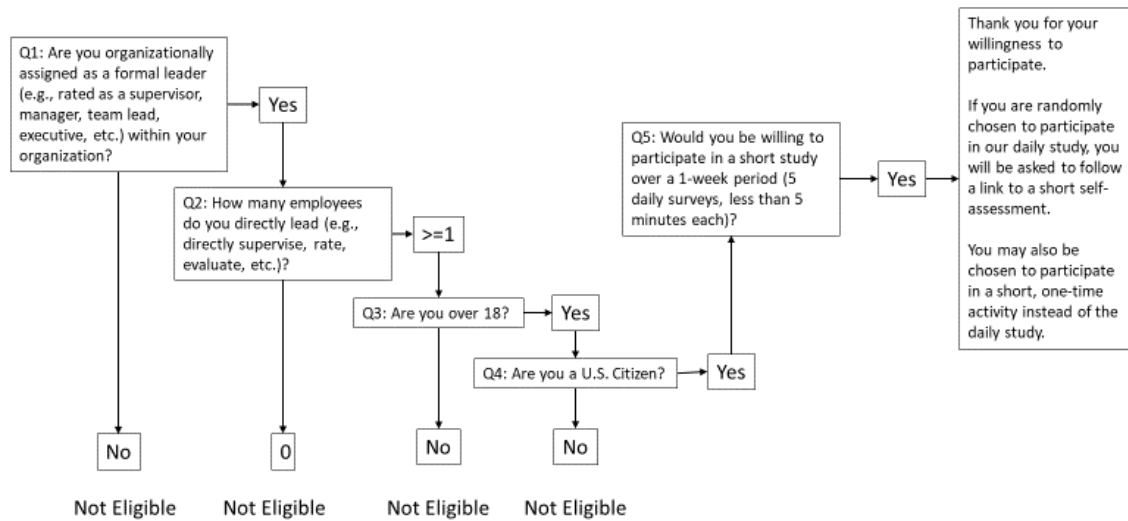 Q1: Are you organizationally
assigned as a formal leader
(e.g., rated as a supervisor,
manager, team lead,
executive, etc.) within your
organization?
Yes
Q2: How many employees
do you directly lead (e.g.,
directly supervise, rate,
evaluate, etc.)?
>=1
Q3: Are you over 18?
Yes
Q4: Are you a U.S. Citizen?
Yes
Q5: Would you be willing to
participate in a short study
over a 1-week period (5
daily surveys, less than 5
minutes each)?
Yes
Thank you for your
willingness to
participate.
If you are randomly
chosen to participate
in our daily study, you
will be asked to follow
a link to a short self-
assessment.
You may also be
chosen to participate
in a short, one-time
activity instead of the
daily study.
No
0
No
No
Not Eligible
Not Eligible
Not Eligible
Not Eligible